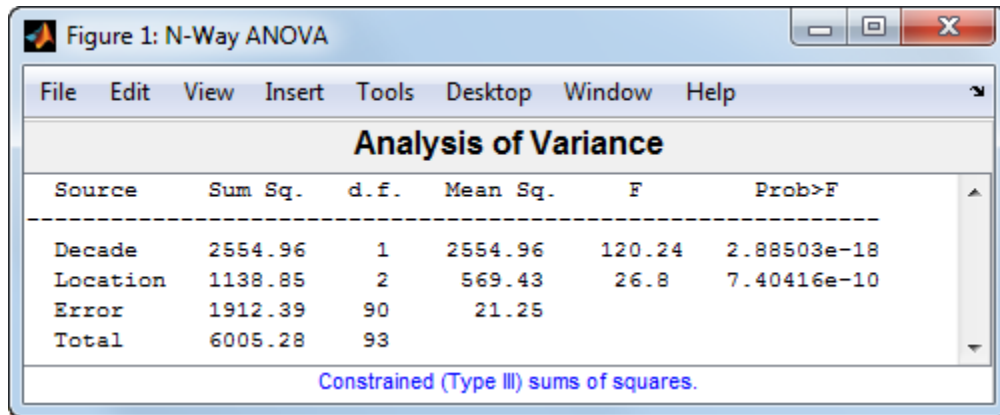 Figure 1: N-Way ANOVA
File Edit View Insert Tools Desktop Window Help
Analysis of Variance
Source Sum Sq. d.f. Mean Sq. F Prob>F
Decade 2554.96 1 2554.96 120.24 2.88503e-18
Location 1138.85 2 569.43 26.8 7.40416e-10
Error 1912.39 90 21.25
Total 6005.28 93
Constrained (Type III) sums of squares.